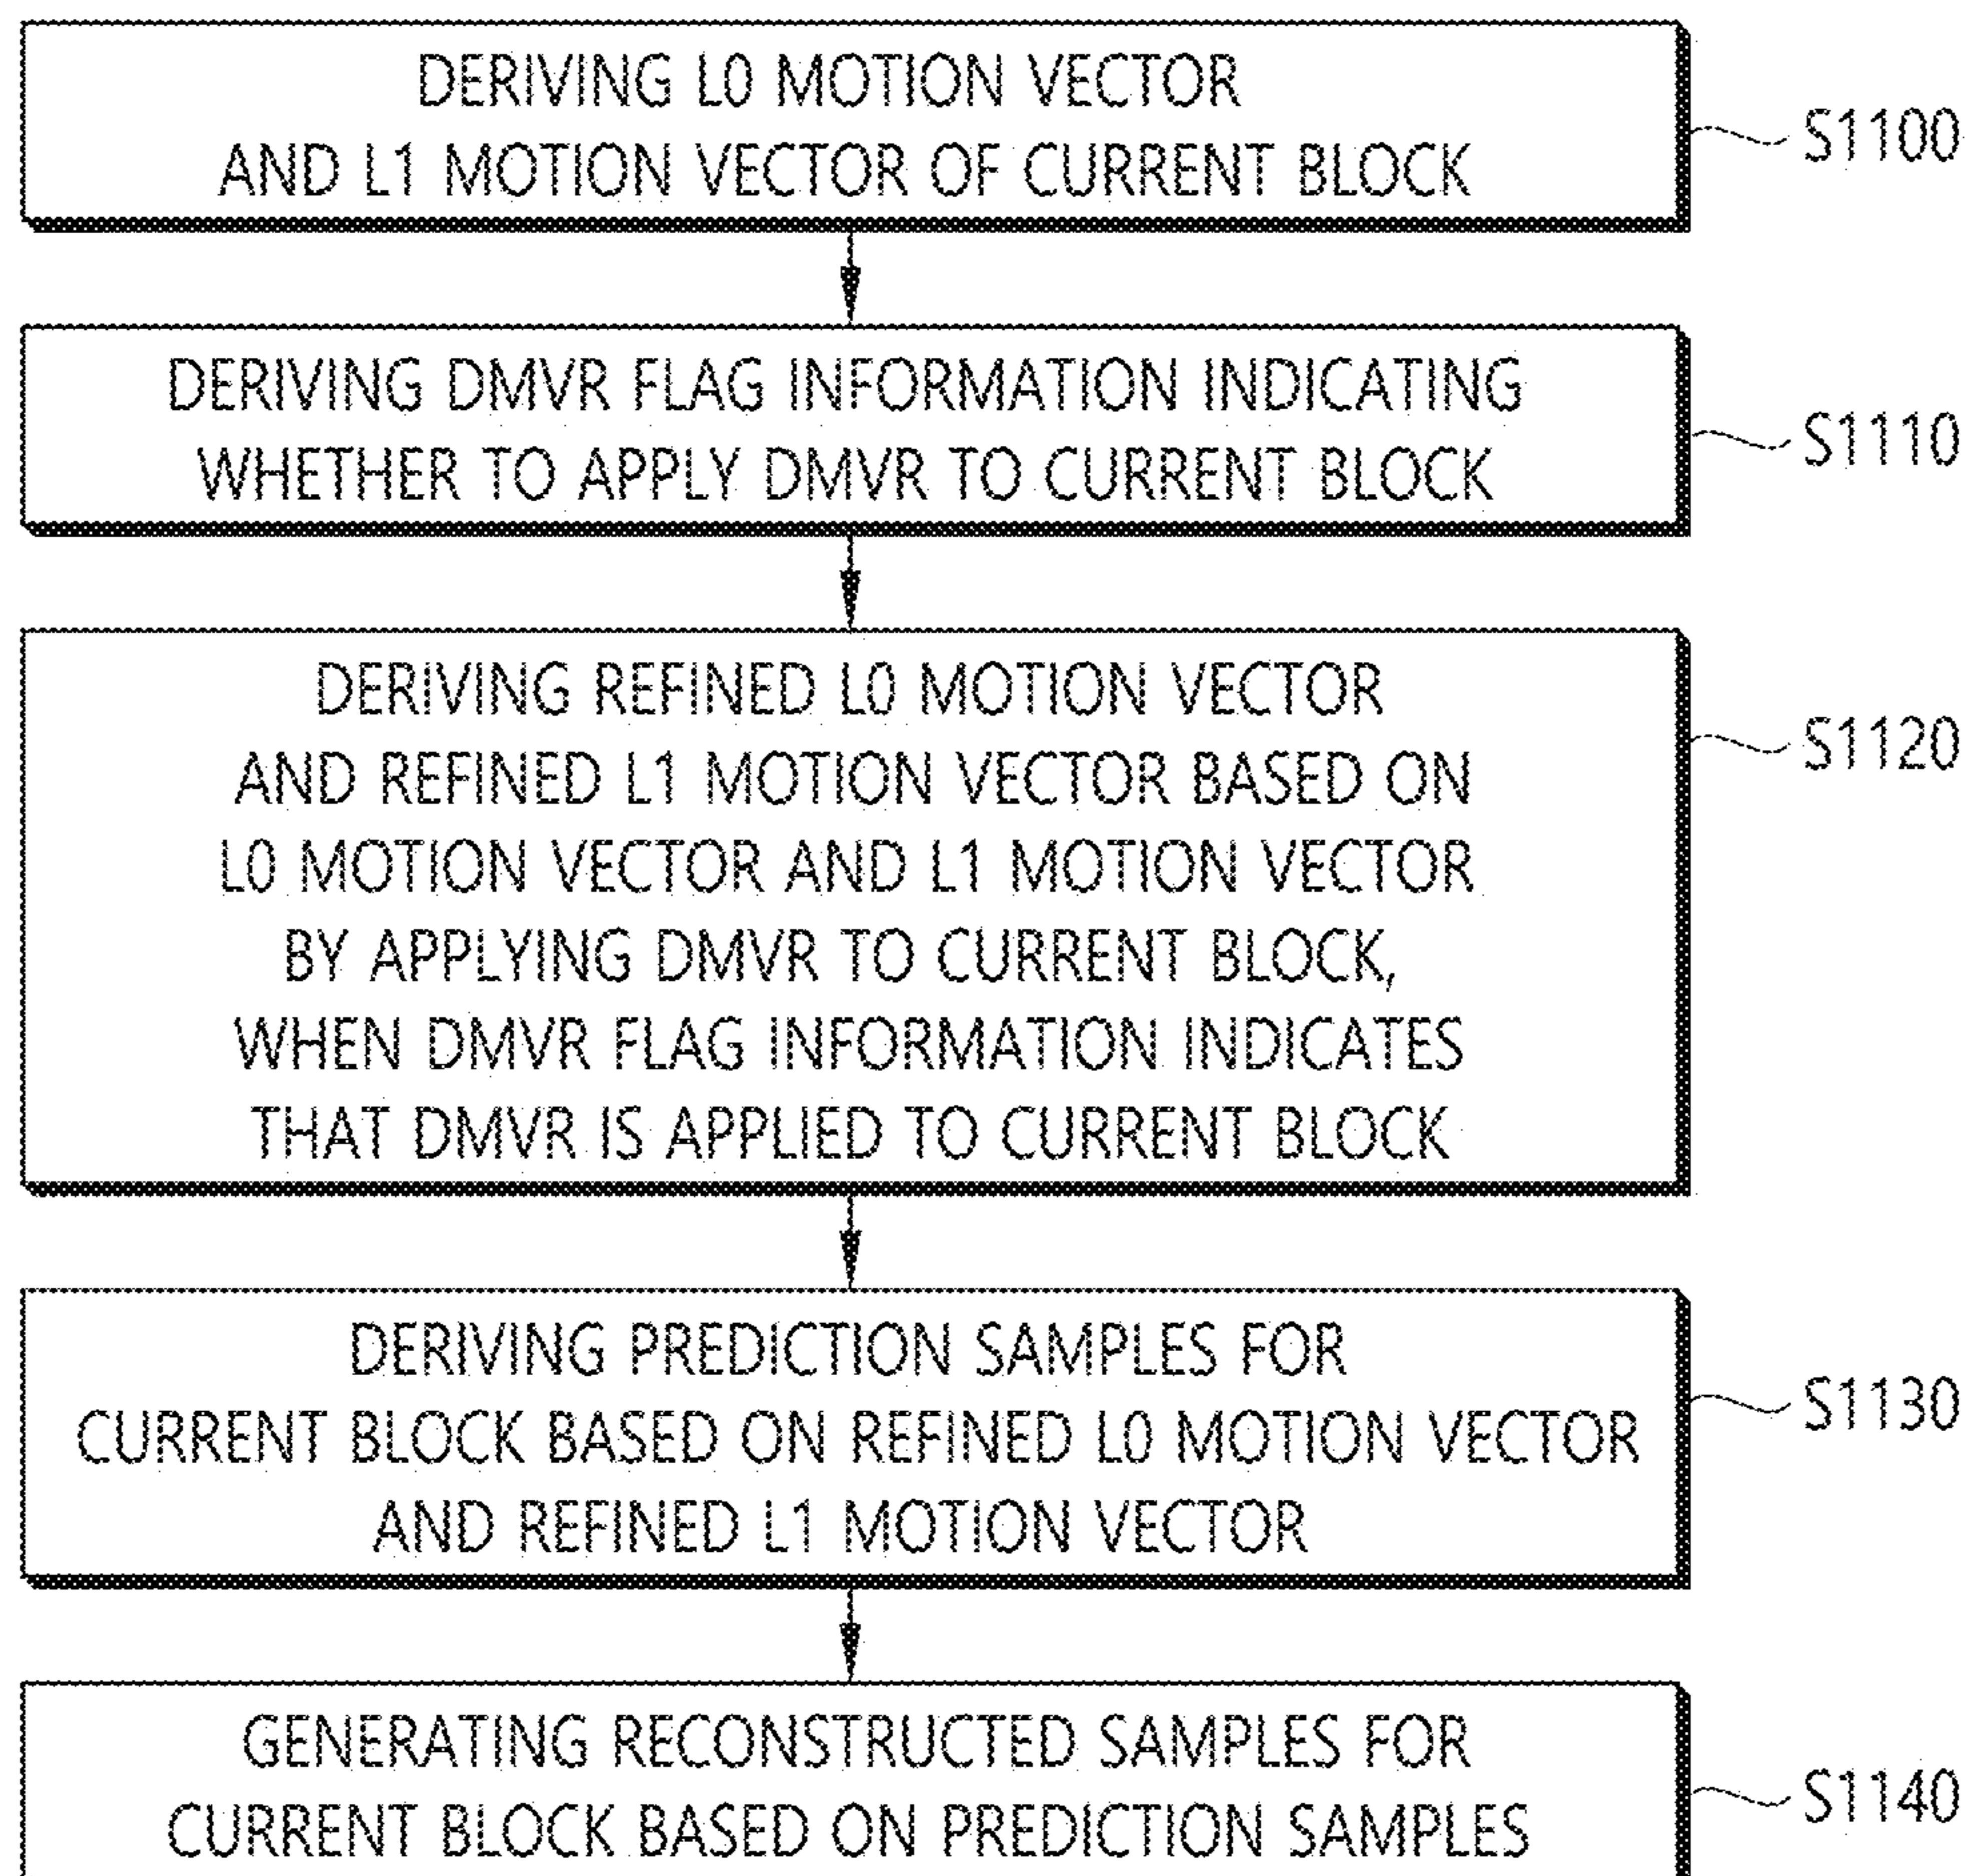 DERIVING L0 MOTION VECTOR
AND L1 MOTION VECTOR OF CURRENT BLOCK
S1100
DERIVING DMVR FLAG INFORMATION INDICATING
WHETHER TO APPLY DMVR TO CURRENT BLOCK
S1110
DERIVING REFINED L0 MOTION VECTOR
AND REFINED L1 MOTION VECTOR BASED ON
L0 MOTION VECTOR AND L1 MOTION VECTOR
BY APPLYING DMVR TO CURRENT BLOCK,
WHEN DMVR FLAG INFORMATION INDICATES
THAT DMVR IS APPLIED TO CURRENT BLOCK
S1120
DERIVING PREDICTION SAMPLES FOR
CURRENT BLOCK BASED ON REFINED L0 MOTION VECTOR
AND REFINED L1 MOTION VECTOR
S1130
GENERATING RECONSTRUCTED SAMPLES FOR
CURRENT BLOCK BASED ON PREDICTION SAMPLES
S1140